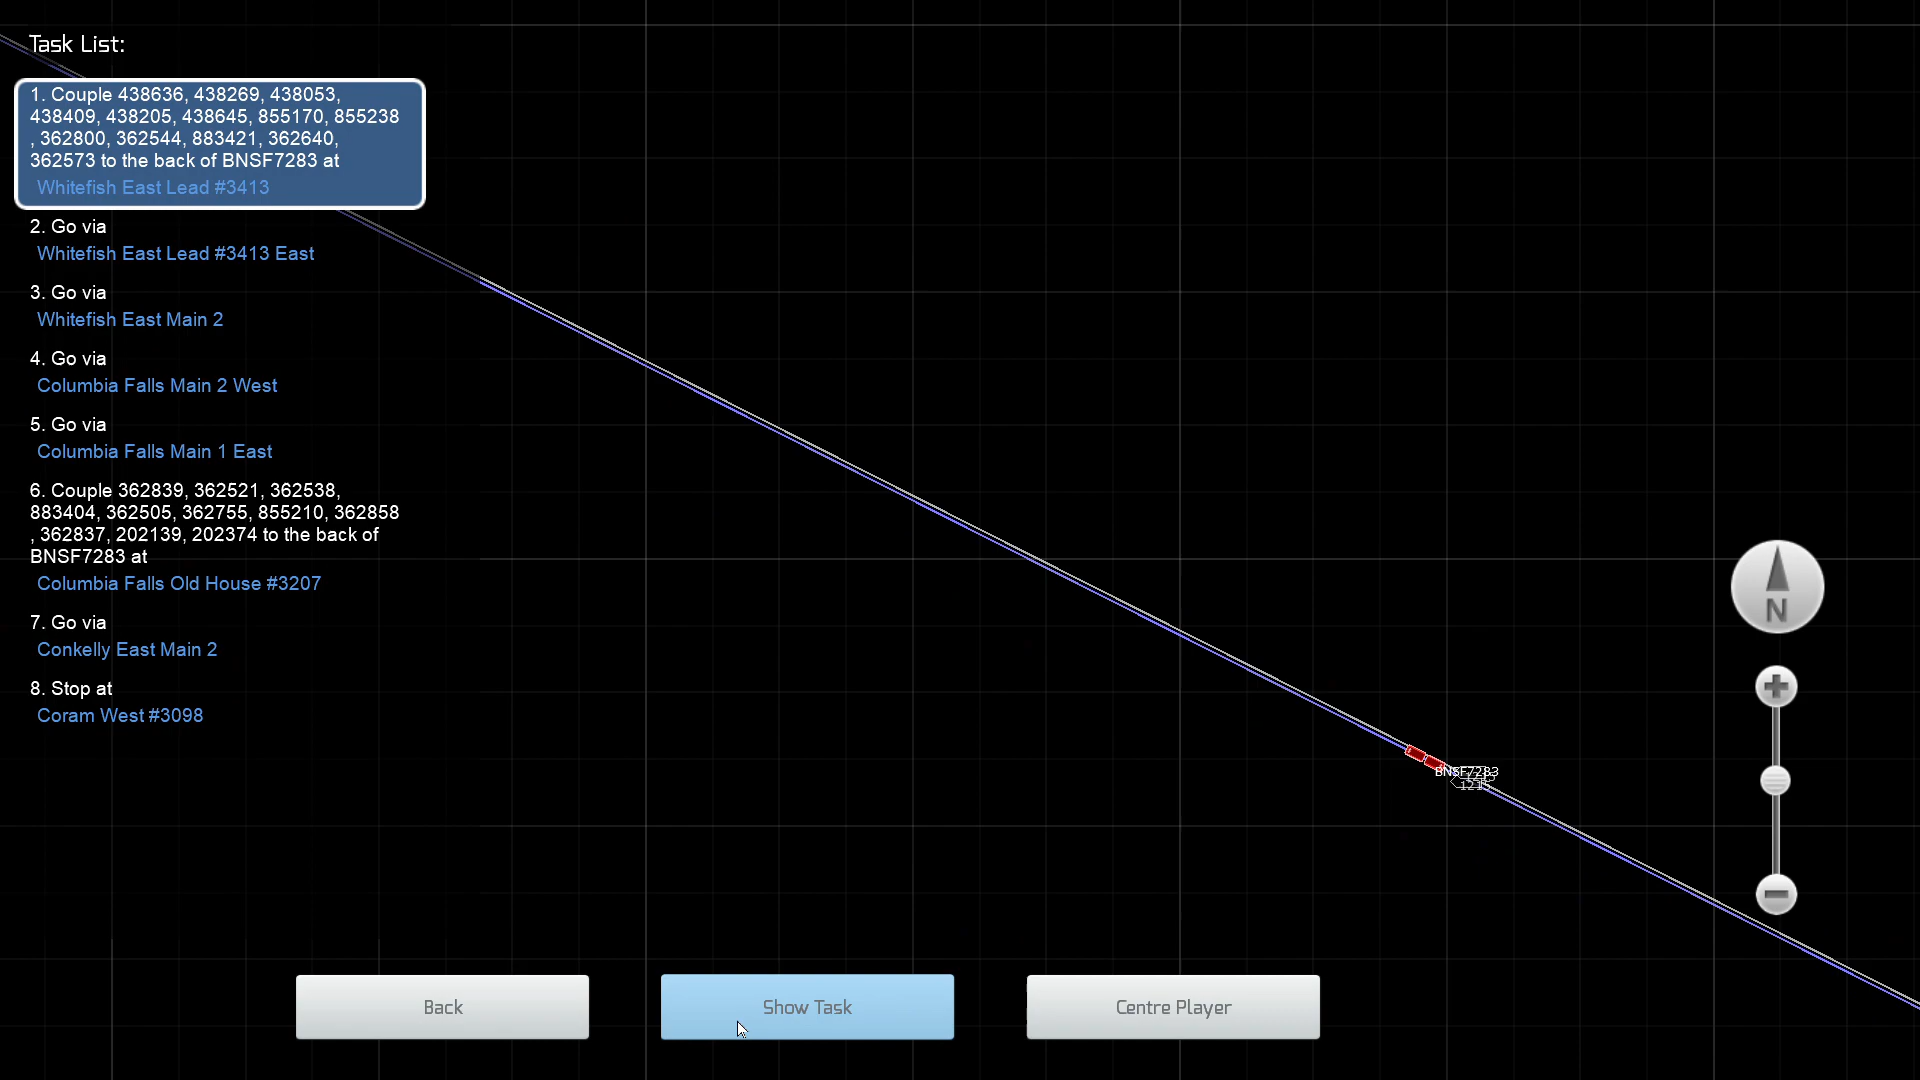 Task List:
1. Couple 438636, 438269, 438053,
438409, 438205, 438645, 855170, 855238
, 362800, 362544, 883421, 362640,
362573 to the back of BNSF7283 at
Whitefish East Lead #3413
2. Go via
Whitefish East Lead #3413 East
3. Go via
Whitefish East Main 2
4. Go via
Columbia Falls Main 2 West
5. Go via
Columbia Falls Main 1 East
6. Couple 362839, 362521, 362538,
883404, 362505, 362755, 855210, 362858
, 362837, 202139, 202374 to the back of
BNSF7283 at
Columbia Falls Old House #3207
7. Go via
Conkelly East Main 2
8. Stop at
Coram West #3098
BNSF7283
N
Back
Show Task
Centre Player